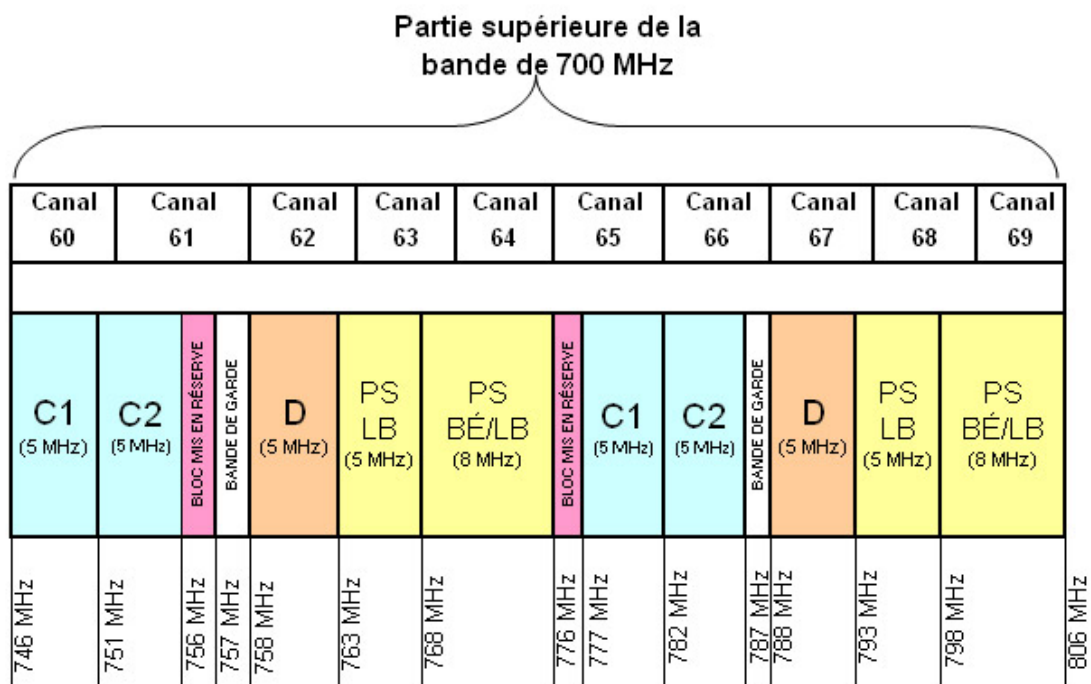 Partie supérieure de la
bande de 700 MHz
Canal
60
Canal
61
Canal
62
Canal
63
Canal
64
Canal
65
Canal
66
Canal
67
Canal
68
Canal
69
C1
(5 MHz)
C2
(5 MHz)
BLOC MIS EN RÉSERVE
BANDE DE GARDE
D
(5 MHz)
PS
LB
(5 MHz)
PS
BÉ/LB
(8 MHz)
BLOC MIS EN RÉSERVE
C1
(5 MHz)
C2
(5 MHz)
BANDE DE GARDE
D
(5 MHz)
PS
LB
(5 MHz)
PS
BÉ/LB
(8 MHz)
746 MHz
751 MHz
756 MHz
757 MHz
758 MHz
763 MHz
768 MHz
776 MHz
777 MHz
782 MHz
787 MHz
788 MHz
793 MHz
798 MHz
806 MHz